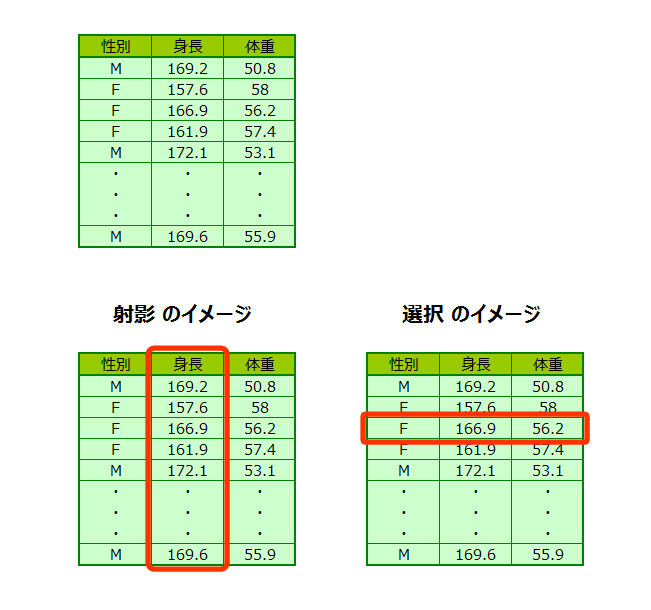 性別 身長 体重
M 169.2 50.8
F 157.6 58
F 166.9 56.2
F 161.9 57.4
M 172.1 53.1
・ ・ ・
・ ・ ・
・ ・ ・
M 169.6 55.9
射影 のイメージ 選択 のイメージ
性別 身長 体重 性別 身長 体重
M 169.2 50.8 M 169.2 50.8
F 157.6 58 F 157.6 58
F 166.9 56.2 F 166.9 56.2
F 161.9 57.4 F 161.9 57.4
M 172.1 53.1 M 172.1 53.1
・ ・ ・ ・ ・ ・
・ ・ ・ ・ ・ ・
・ ・ ・ ・ ・ ・
M 169.6 55.9 M 169.6 55.9